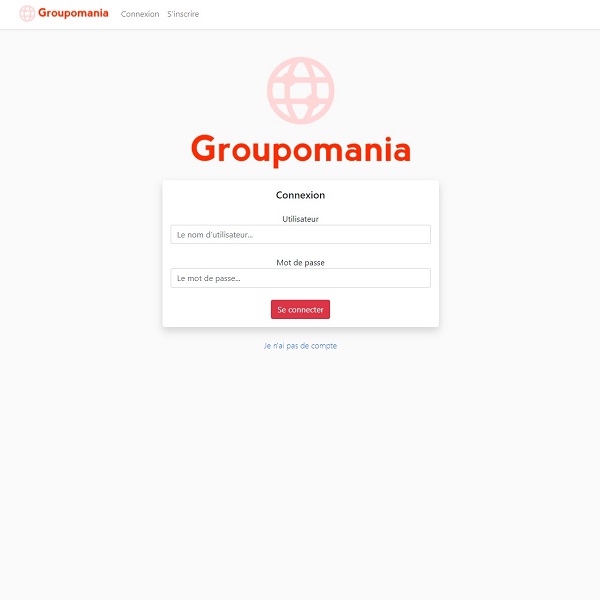 Groupomania Connexion S'inscrire
Groupomania
Connexion
Utilisateur
Le nom d'utilisateur...
Mot de passe
Le mot de passe...
Se connecter
Je n'ai pas de compte